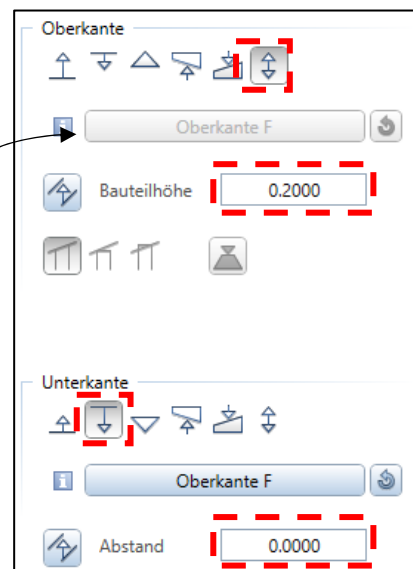 Oberkante
Oberkante F
Bauteilhöhe 0.2000
Unterkante
Oberkante F
Abstand 0.0000